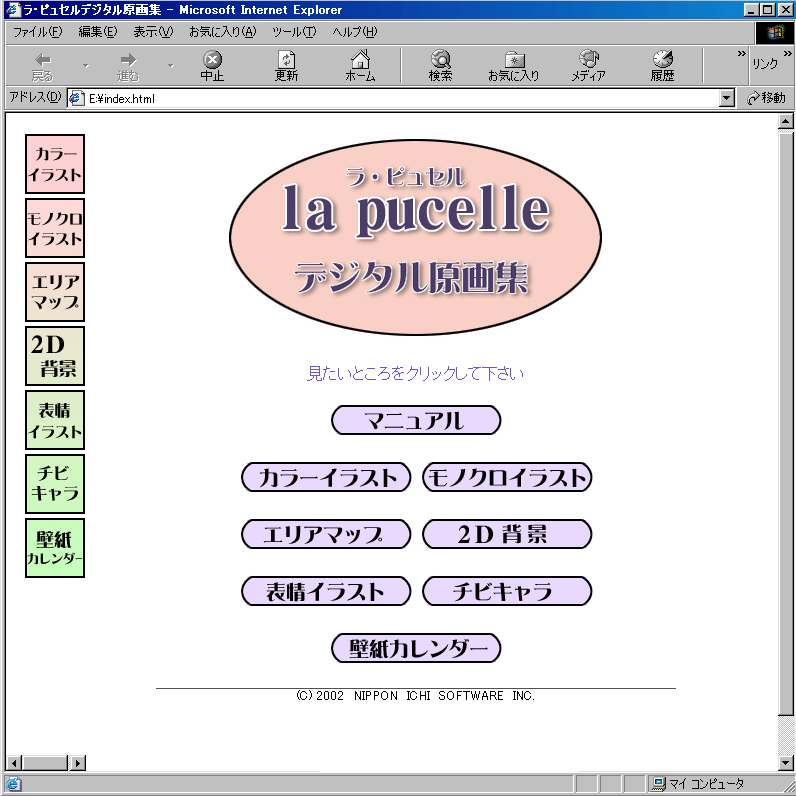 ラ・ピュセルデジタル原画集 - Microsoft Internet Explorer
ファイル(F) 編集(E) 表示(V) お気に入り(A) ツール(T) ヘルプ(H)
戻る 進む 中止 更新 ホーム 検索 お気に入り メディア 履歴 » リンク »
アドレス(D) E:¥index.html 移動
カラー
イラスト
モノクロ
イラスト
エリア
マップ
2D
背景
表情
イラスト
チビ
キャラ
壁紙
カレンダー
ラ・ピュセル
la pucelle
デジタル原画集
見たいところをクリックして下さい
マニュアル
カラーイラスト モノクロイラスト
エリアマップ 2D背景
表情イラスト チビキャラ
壁紙カレンダー
(C) 2002 NIPPON ICHI SOFTWARE INC.
マイ コンピュータ